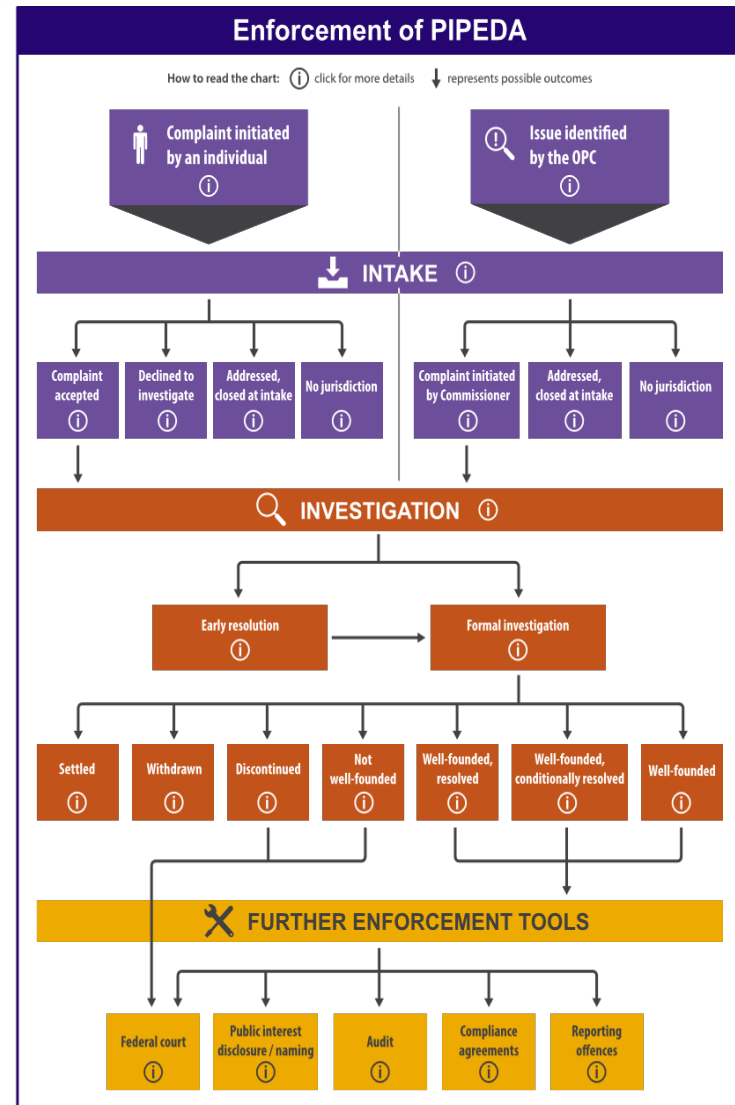 Enforcement of PIPEDA
How to read the chart: i click for more details represents possible outcomes
Complaint initiated
by an individual
i
Issue identified
by the OPC
i
INTAKE i
Complaint
accepted
i
Declined to
investigate
i
Addressed,
closed at intake
i
No jurisdiction
i
Complaint initiated
by Commissioner
i
Addressed,
closed at intake
i
No jurisdiction
i
INVESTIGATION i
Early resolution
i
Formal investigation
i
Settled
i
Withdrawn
i
Discontinued
i
Not
well-founded
i
Well-founded,
resolved
i
Well-founded,
conditionally resolved
i
Well-founded
i
FURTHER ENFORCEMENT TOOLS
Federal court
i
Public interest
disclosure / naming
i
Audit
i
Compliance
agreements
i
Reporting
offences
i